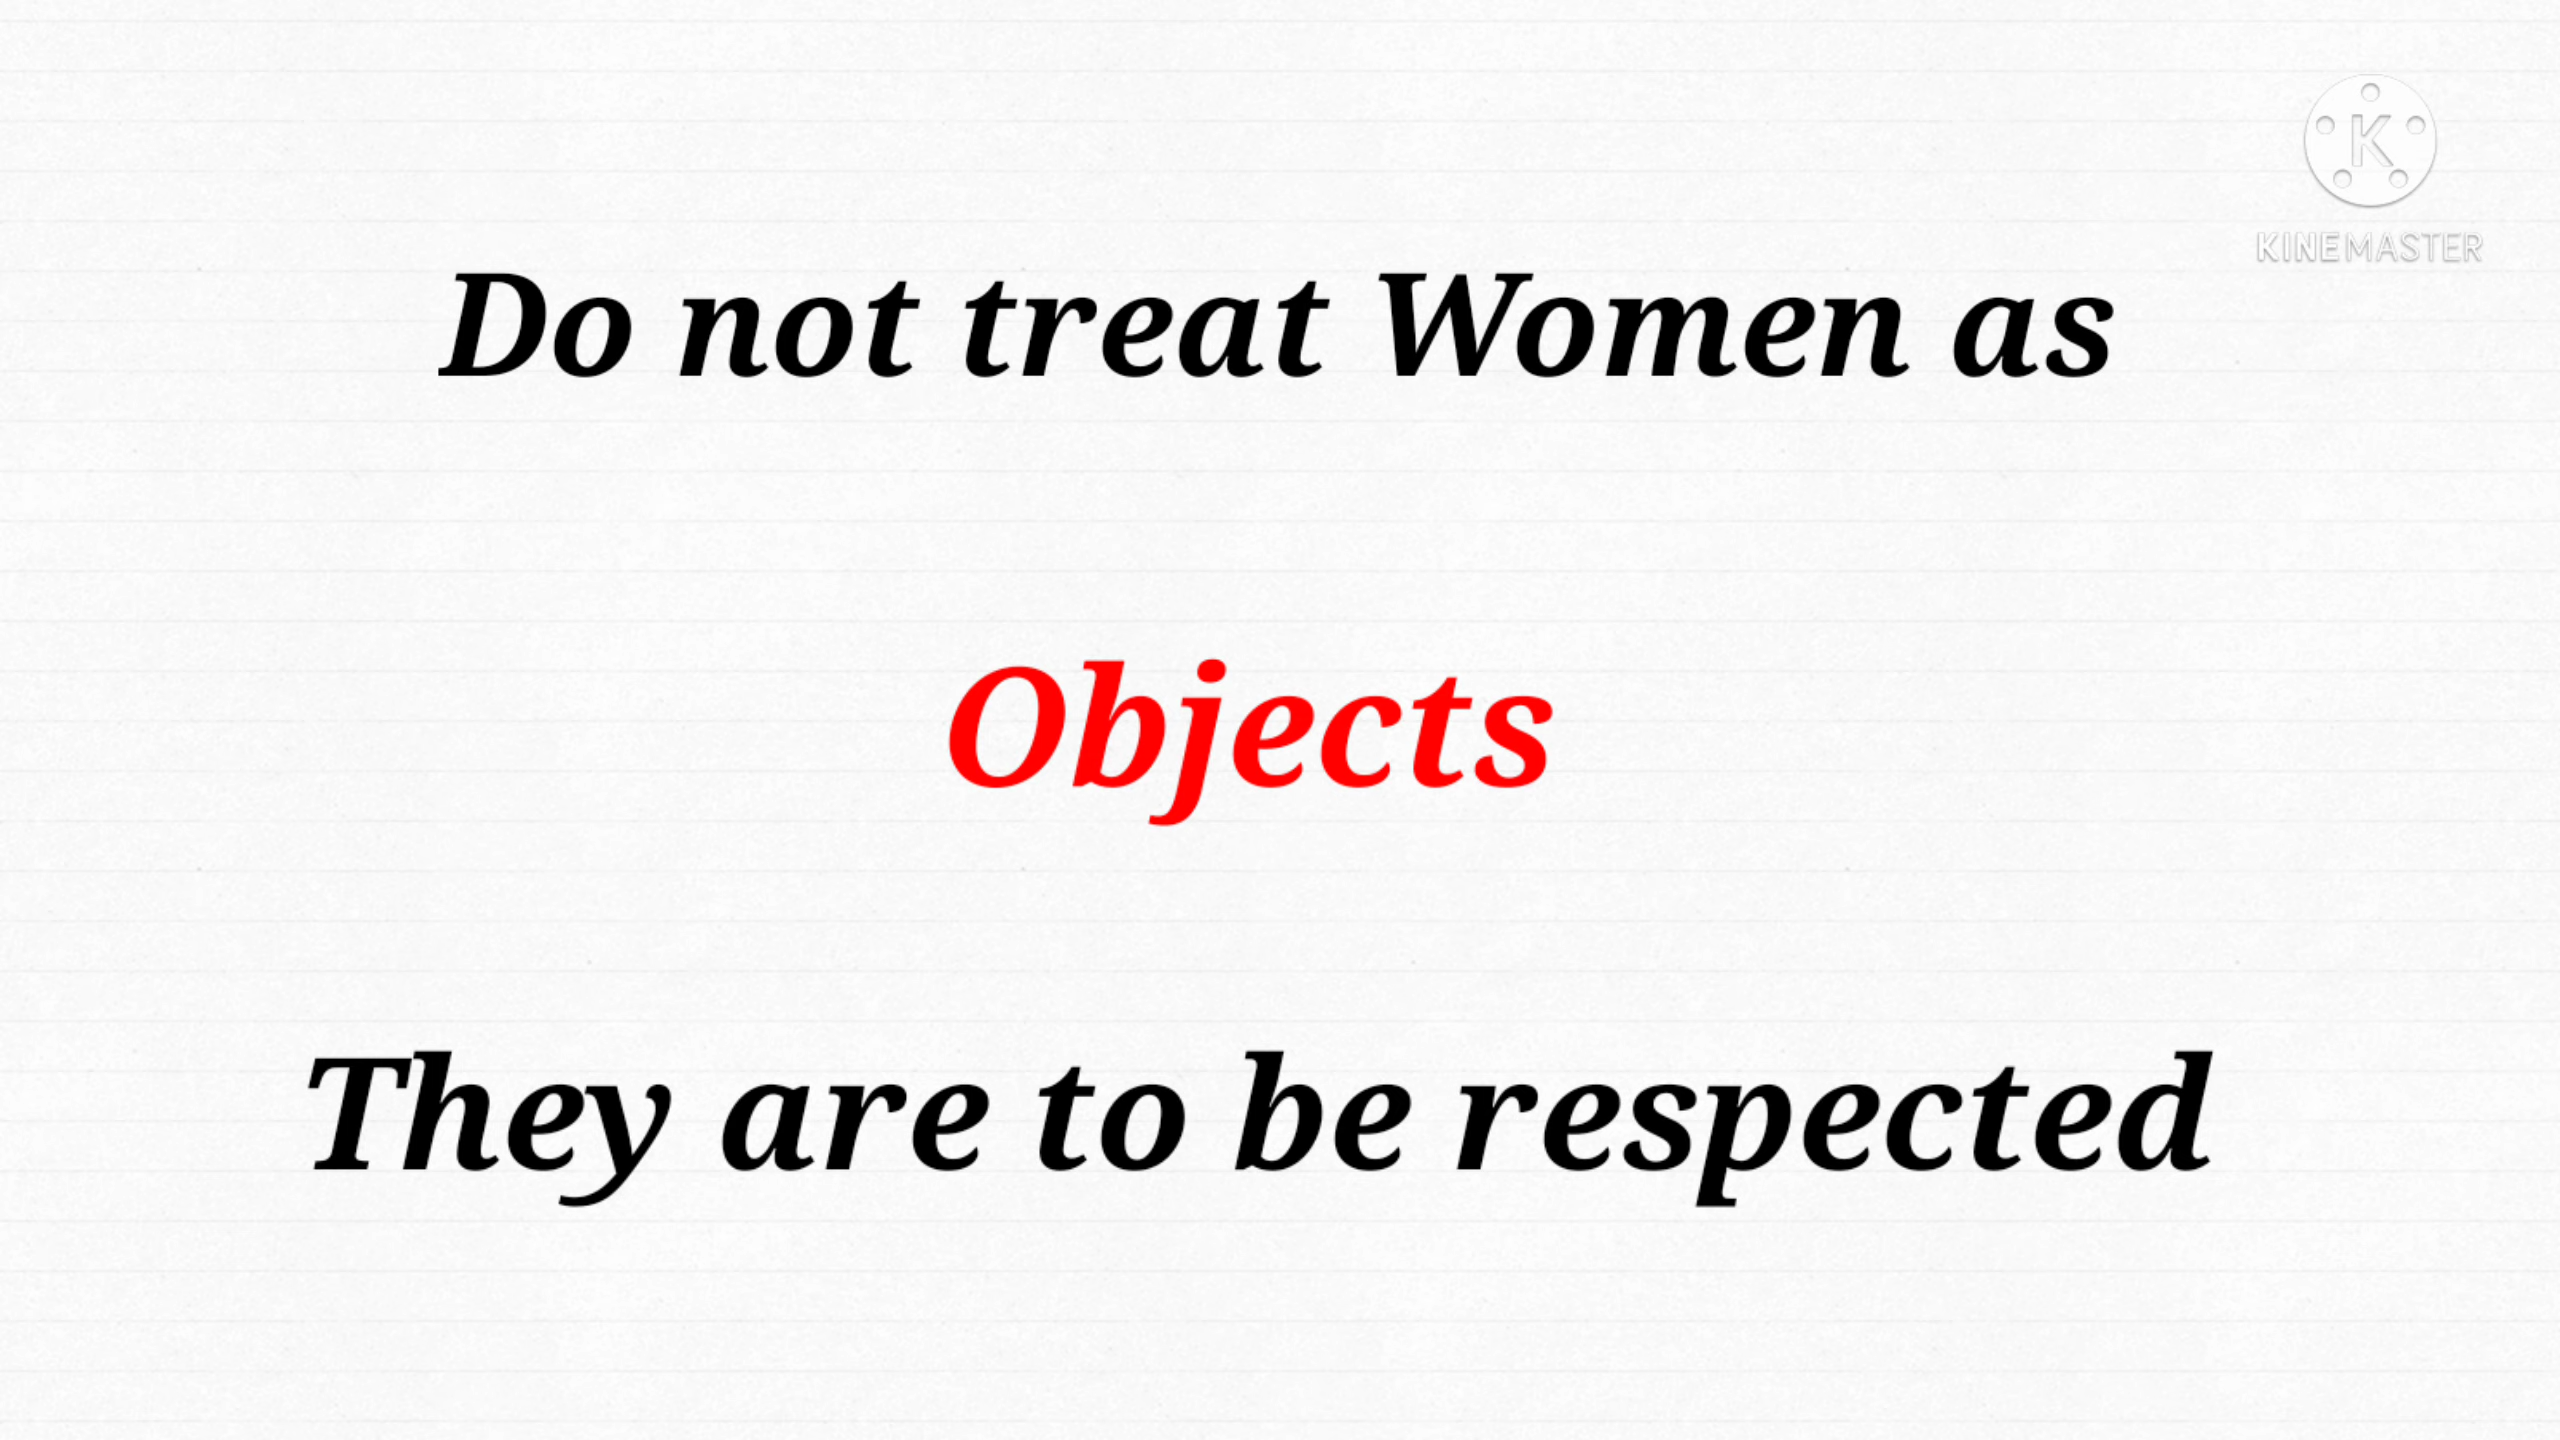 K
KINEMASTER
Do not treat Women as
Objects
They are to be respected